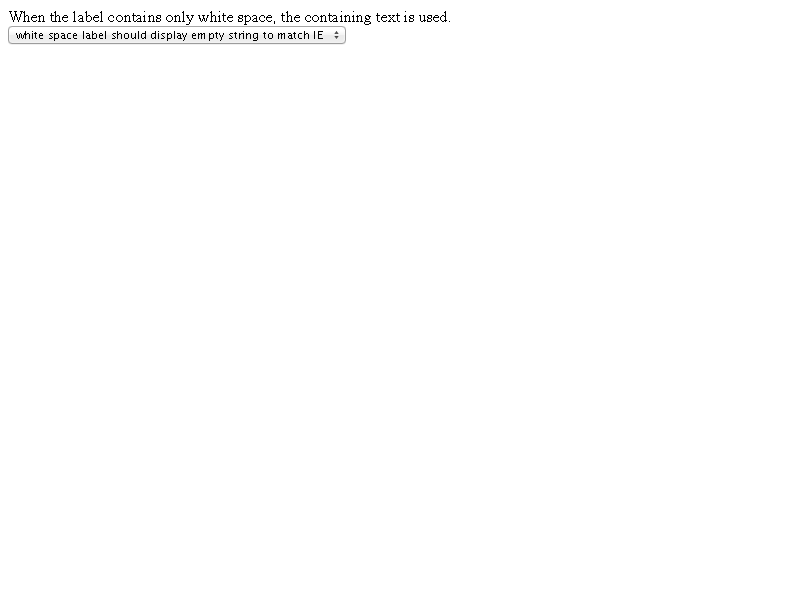 When the label contains only white space, the containing text is used.
white space label should display empty string to match IE